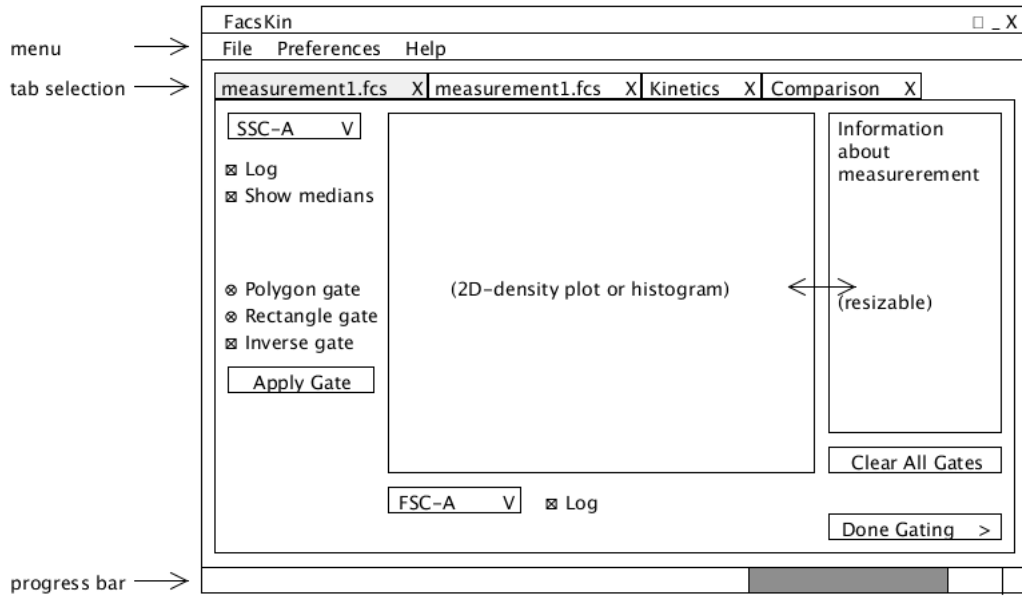 FacsKin
_ X
menu
File Preferences Help
tab selection
measurement1.fcs X
measurement1.fcs X
Kinetics X
Comparison X
SSC-A V
Log
Show medians
Polygon gate
Rectangle gate
Inverse gate
Apply Gate
(2D-density plot or histogram)
Information
about
measurerement
(resizable)
Clear All Gates
FSC-A V
Log
Done Gating >
progress bar